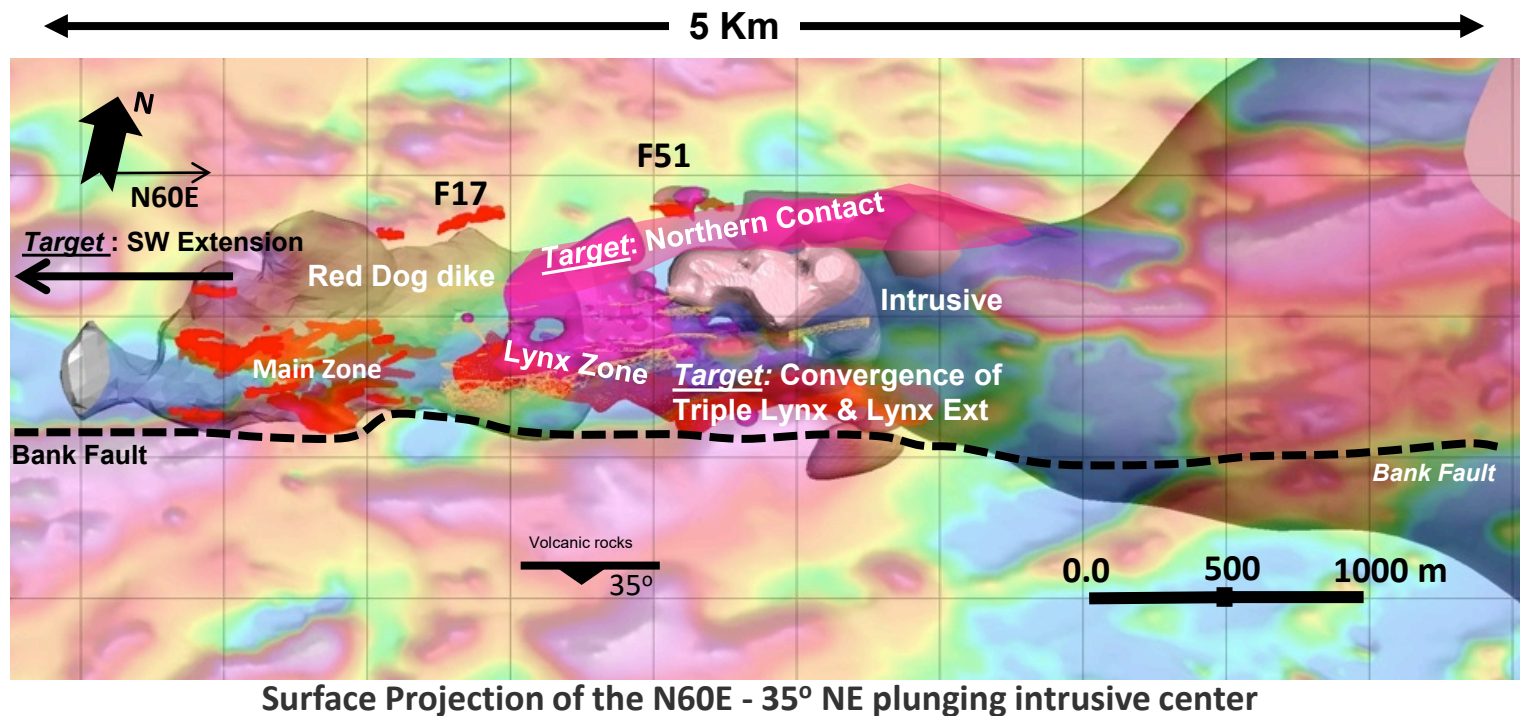 5 Km
N
N60E
F51
F17
Target: Northern Contact
Target : SW Extension
Red Dog dike
Intrusive
Lynx Zone
Main Zone
Target: Convergence of
Triple Lynx & Lynx Ext
Bank Fault
Bank Fault
Volcanic rocks
35º
0.0 500 1000 m
Surface Projection of the N60E - 35º NE plunging intrusive center